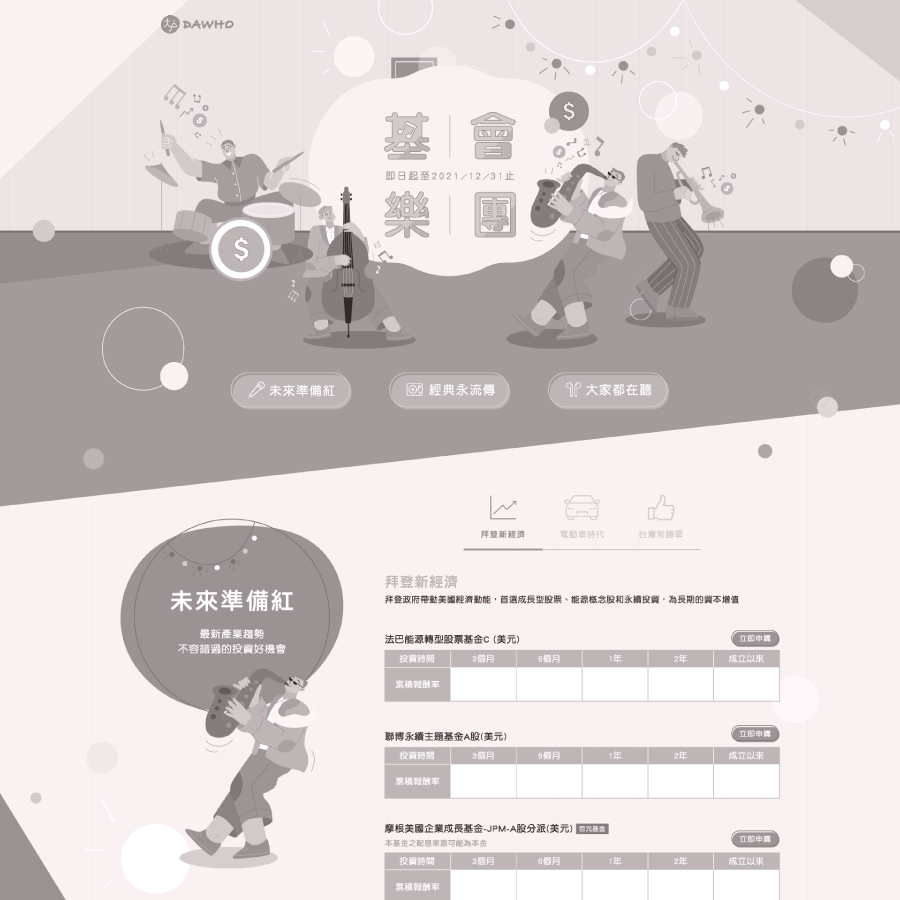 大戶 DAWHO
基 會
即日起至2021/12/31止
樂 團
未來準備紅
經典永流傳
大家都在聽
拜登新經濟
電動車時代
台灣常勝軍
未來準備紅
最新產業趨勢
不容錯過的投資好機會
拜登新經濟
拜登政府帶動美國經濟動能，首選成長型股票、能源概念股和永續投資，為長期的資本增值
法巴能源轉型股票基金C (美元)
立即申購
投資時間 3個月 6個月 1年 2年 成立以來
累積報酬率
聯博永續主題基金A股(美元)
立即申購
投資時間 3個月 6個月 1年 2年 成立以來
累積報酬率
摩根美國企業成長基金-JPM-A股分派(美元) 百元基金
本基金之配息來源可能為本金
立即申購
投資時間 3個月 6個月 1年 2年 成立以來
累積報酬率